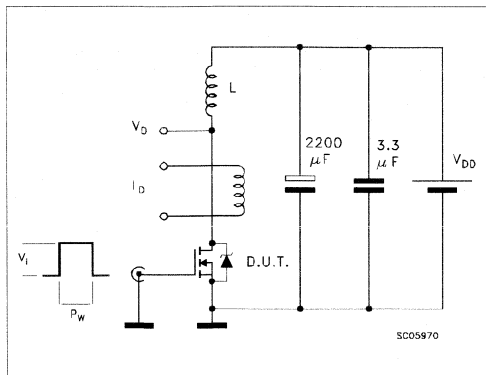 L
V_D
2200
μF
3.3
μF
V_DD
I_D
D.U.T.
V_i
P_W
SC05970